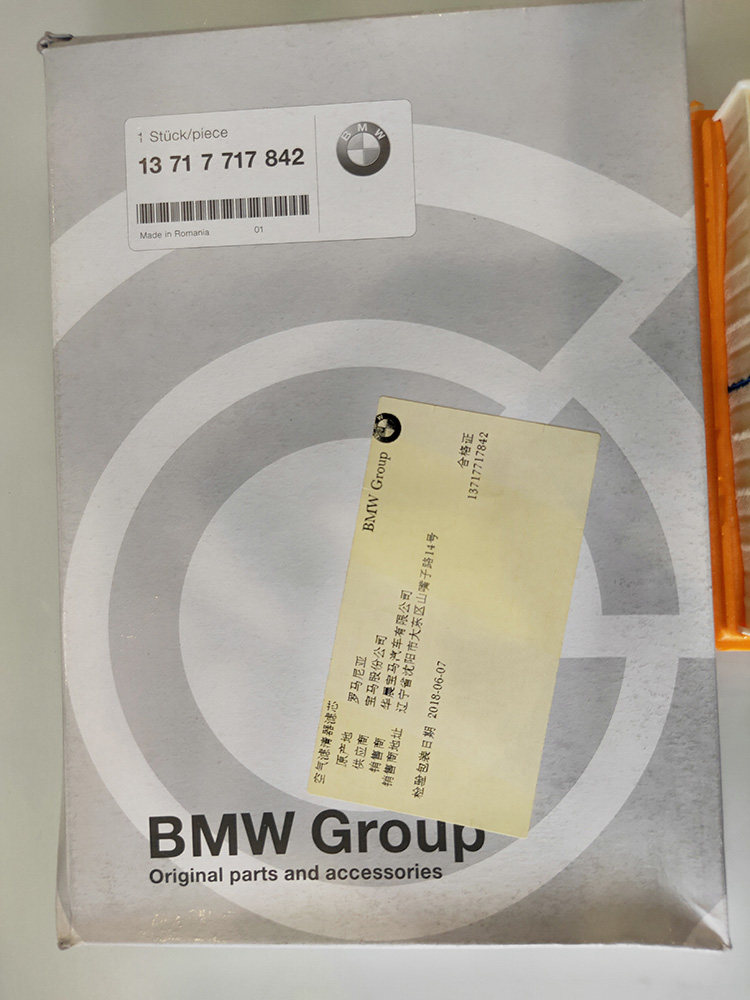 1 Stück/piece
13 71 7 717 842
BMW
Made in Romania 01
BMW Group
合格证
13717717842
空气滤清器滤芯
原产地 罗马尼亚
供应商 宝马股份公司
销售商 华晨宝马汽车有限公司
销售商地址 辽宁省沈阳市大东区山嘴子路14号
检验包装日期 2018-06-07
BMW Group
Original parts and accessories